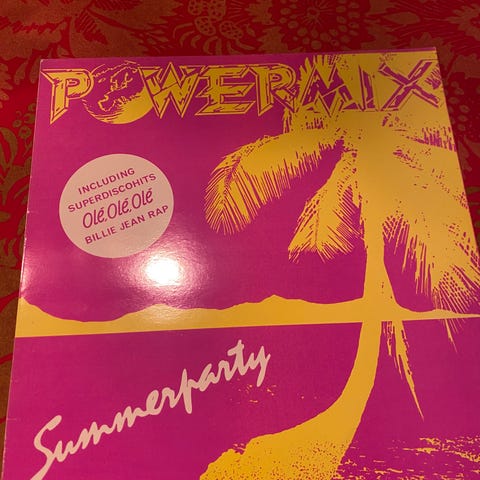 POWERMIX
INCLUDING
SUPERDISCOHITS
Olé, Olé, Olé
BILLIE JEAN RAP
Summerparty